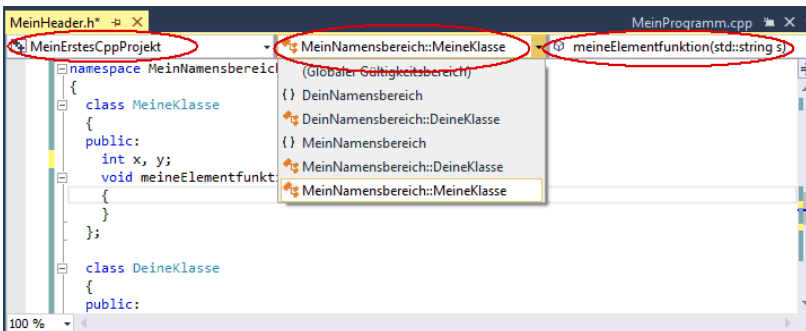 MeinHeader.h*
MeinProgramm.cpp
MeinErstesCppProjekt
MeinNamensbereich::MeineKlasse
meineElementfunktion(std::string s)
(Globaler Gültigkeitsbereich)
{} DeinNamensbereich
DeinNamensbereich::DeineKlasse
{} MeinNamensbereich
MeinNamensbereich::DeineKlasse
MeinNamensbereich::MeineKlasse
namespace MeinNamensbereic
{
class MeineKlasse
{
public:
int x, y;
void meineElementfunkt
{
}
};
class DeineKlasse
{
public:
100 %